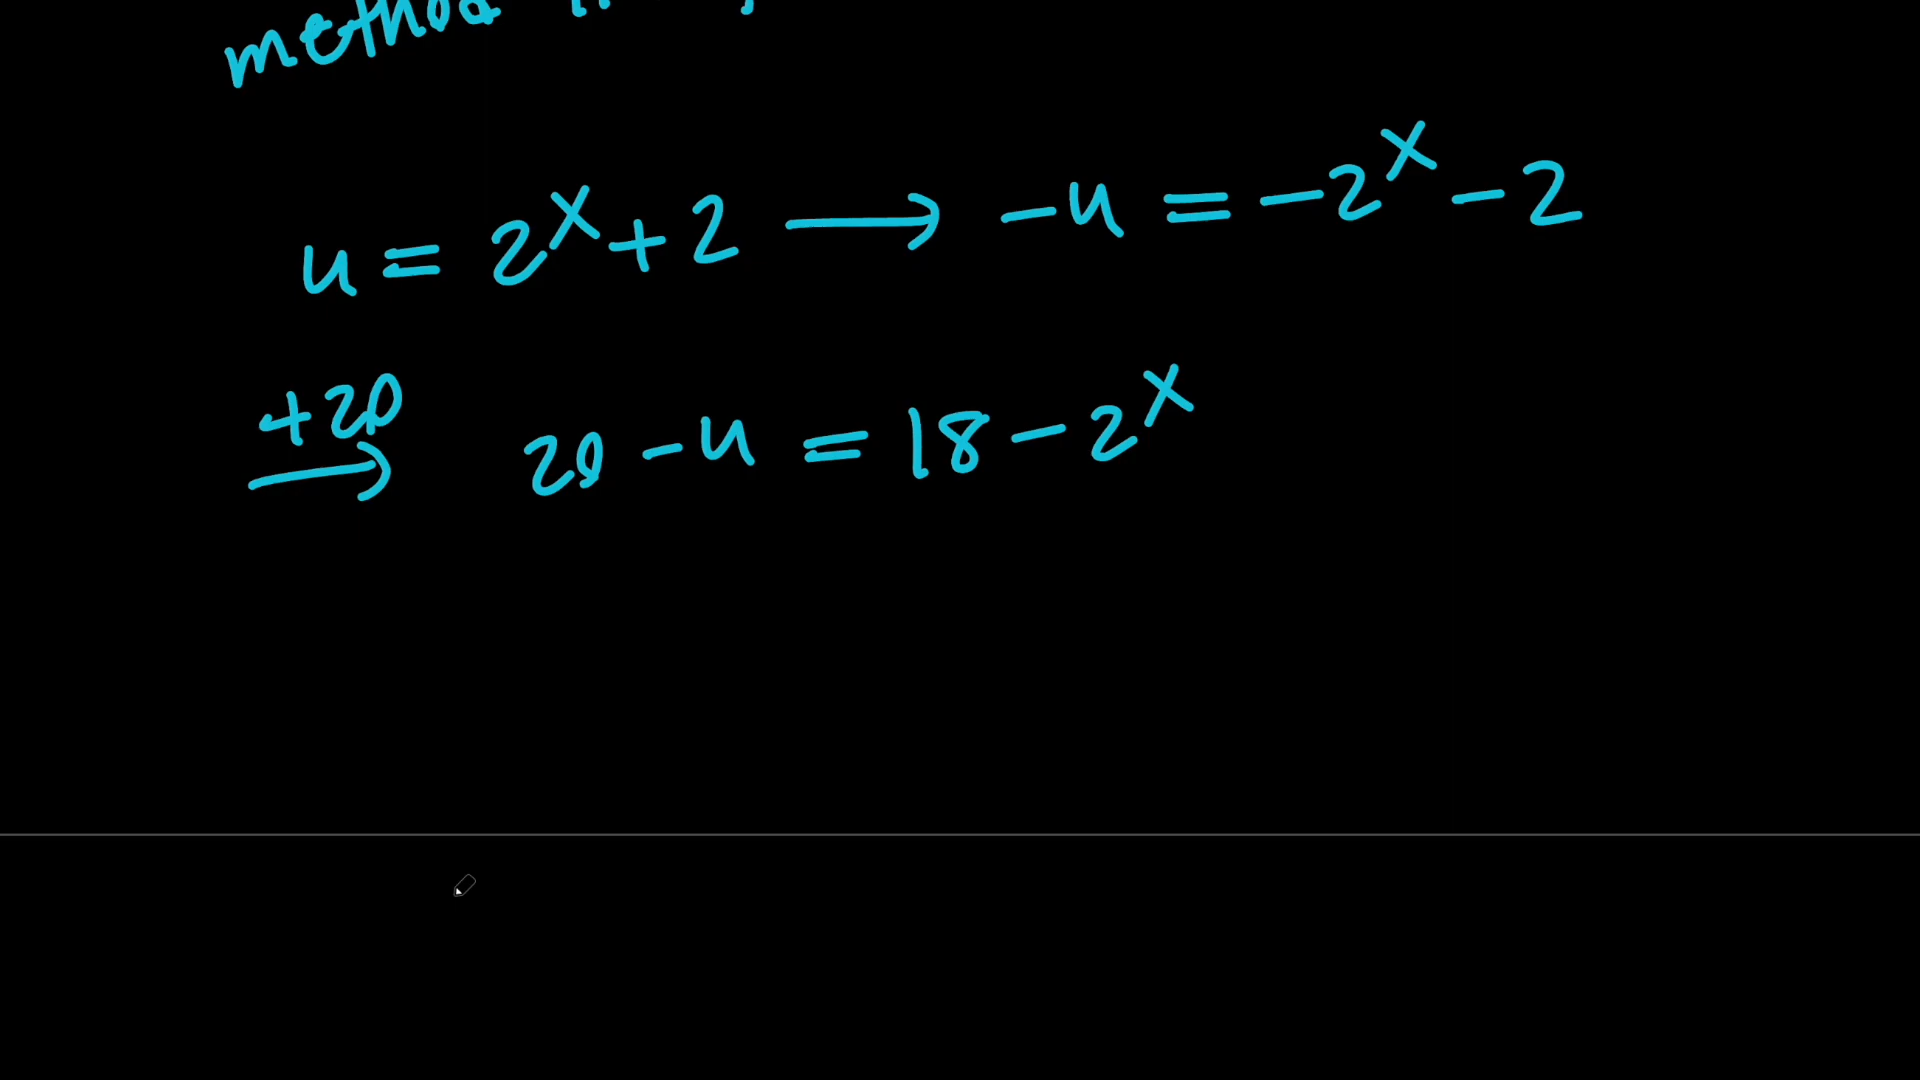 method
u = 2^x + 2 ⟶ -u = -2^x - 2
+20
⟶ 20 - u = 18 - 2^x